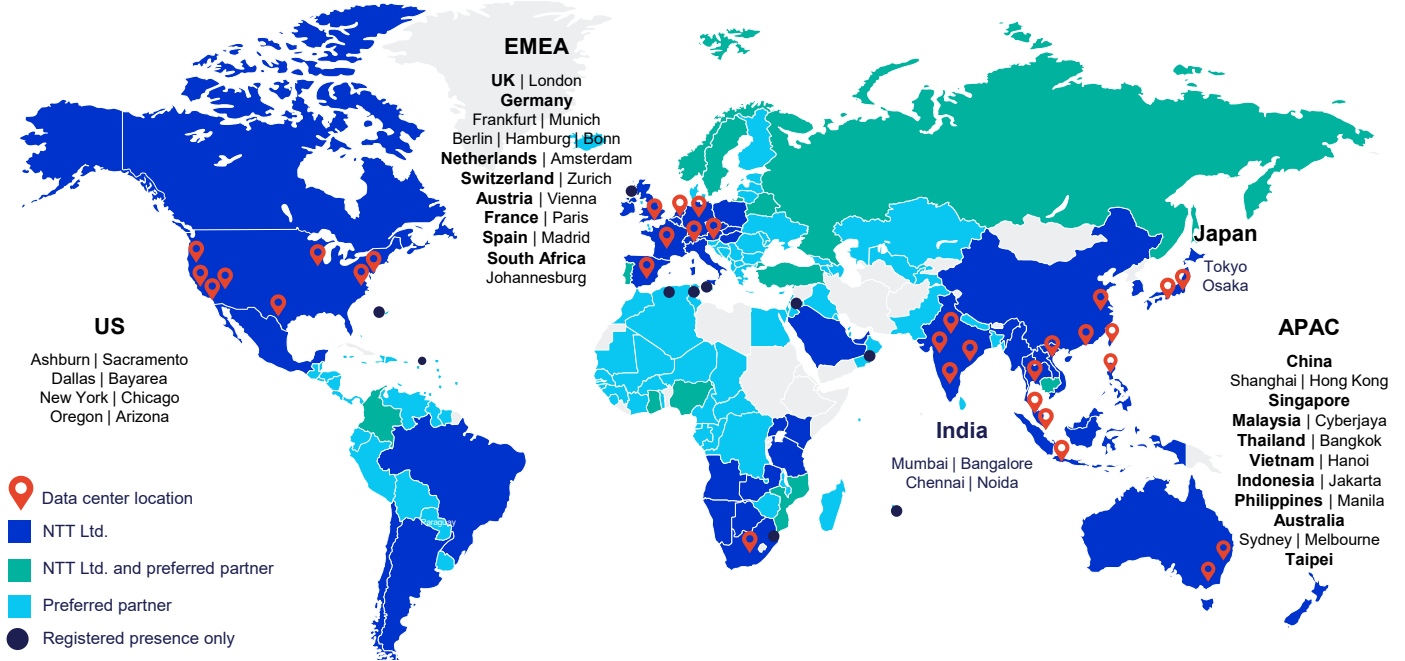 EMEA
UK | London
Germany
Frankfurt | Munich
Berlin | Hamburg | Bonn
Netherlands | Amsterdam
Switzerland | Zurich
Austria | Vienna
France | Paris
Spain | Madrid
South Africa
Johannesburg
Japan
Tokyo
Osaka
US
Ashburn | Sacramento
Dallas | Bayarea
New York | Chicago
Oregon | Arizona
APAC
China
Shanghai | Hong Kong
Singapore
Malaysia | Cyberjaya
Thailand | Bangkok
Vietnam | Hanoi
Indonesia | Jakarta
Philippines | Manila
Australia
Sydney | Melbourne
Taipei
India
Mumbai | Bangalore
Chennai | Noida
Paraguay
Data center location
NTT Ltd.
NTT Ltd. and preferred partner
Preferred partner
Registered presence only